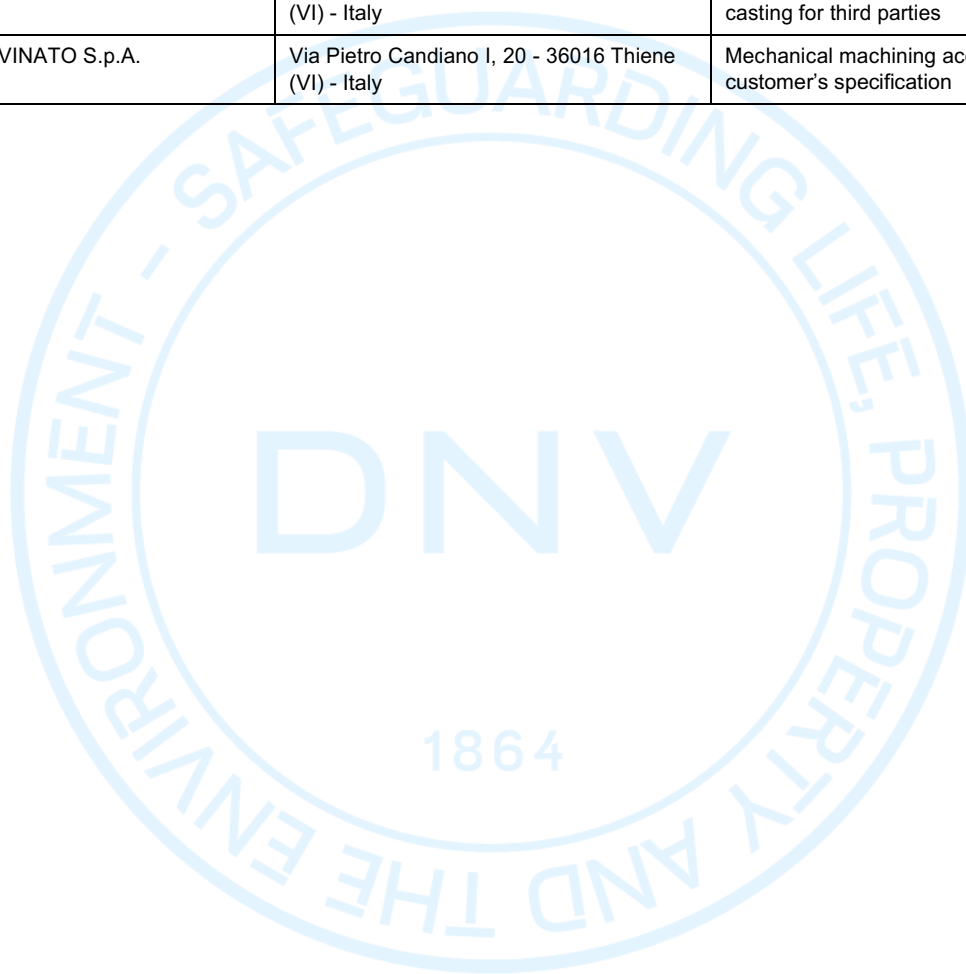 (VI) - Italy
casting for third parties
VINATO S.p.A.
Via Pietro Candiano I, 20 - 36016 Thiene
(VI) - Italy
Mechanical machining
customer’s specification
SAFEGUARDING LIFE, PROPERTY AND THE ENVIRONMENT -
DNV
1864